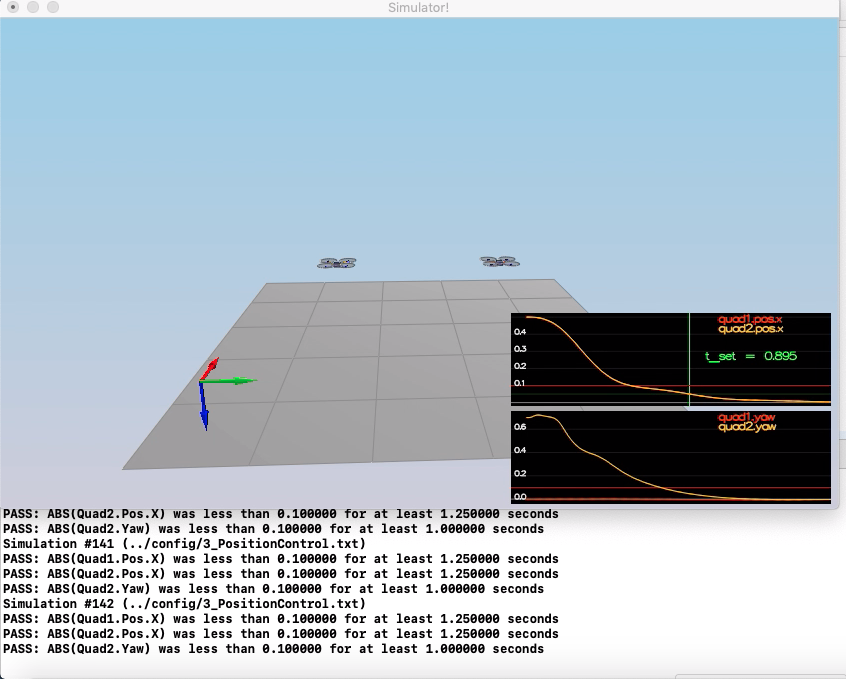 Simulator!
quad1.pos.x
quad2.pos.x
0.4
0.3
t_set = 0.895
0.2
0.1
quad1.yaw
quad2.yaw
0.6
0.4
0.2
0.0
PASS: ABS(Quad2.Pos.X) was less than 0.100000 for at least 1.250000 seconds
PASS: ABS(Quad2.Yaw) was less than 0.100000 for at least 1.000000 seconds
Simulation #141 (../config/3_PositionControl.txt)
PASS: ABS(Quad1.Pos.X) was less than 0.100000 for at least 1.250000 seconds
PASS: ABS(Quad2.Pos.X) was less than 0.100000 for at least 1.250000 seconds
PASS: ABS(Quad2.Yaw) was less than 0.100000 for at least 1.000000 seconds
Simulation #142 (../config/3_PositionControl.txt)
PASS: ABS(Quad1.Pos.X) was less than 0.100000 for at least 1.250000 seconds
PASS: ABS(Quad2.Pos.X) was less than 0.100000 for at least 1.250000 seconds
PASS: ABS(Quad2.Yaw) was less than 0.100000 for at least 1.000000 seconds